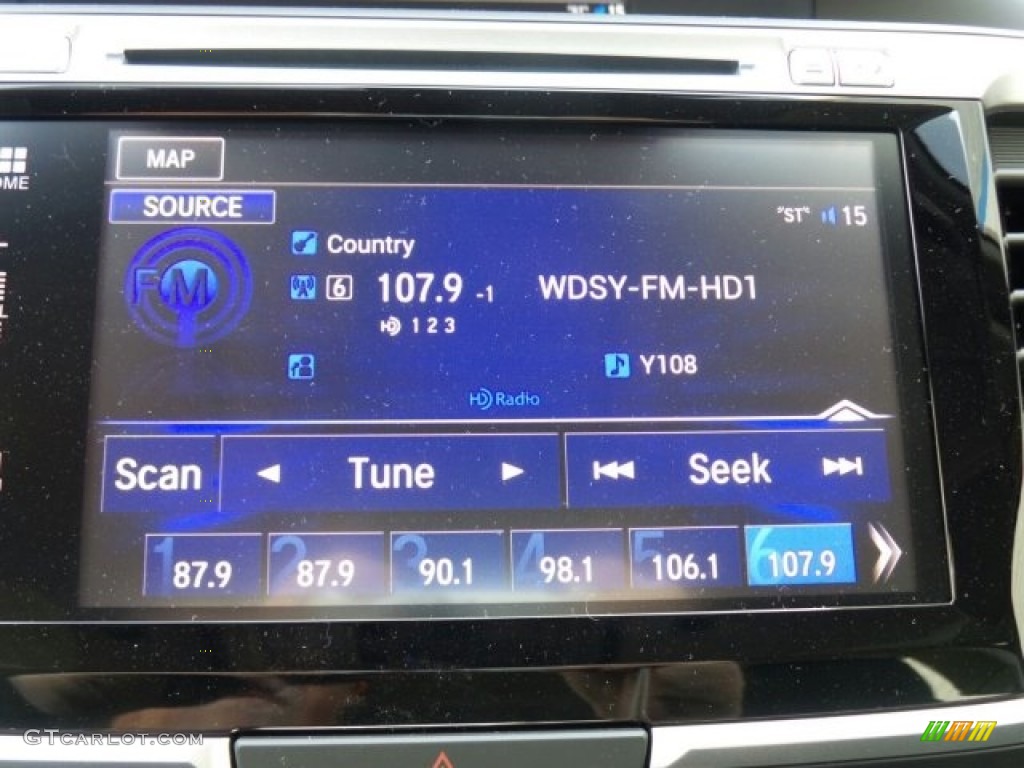 MAP
OME
SOURCE
"ST" 15
Country
FM
6 107.9 -1 WDSY-FM-HD1
HD 1 2 3
Y108
HD Radio
Scan Tune Seek
1 87.9 2 87.9 3 90.1 4 98.1 5 106.1 6 107.9
GTCARLOT.COM